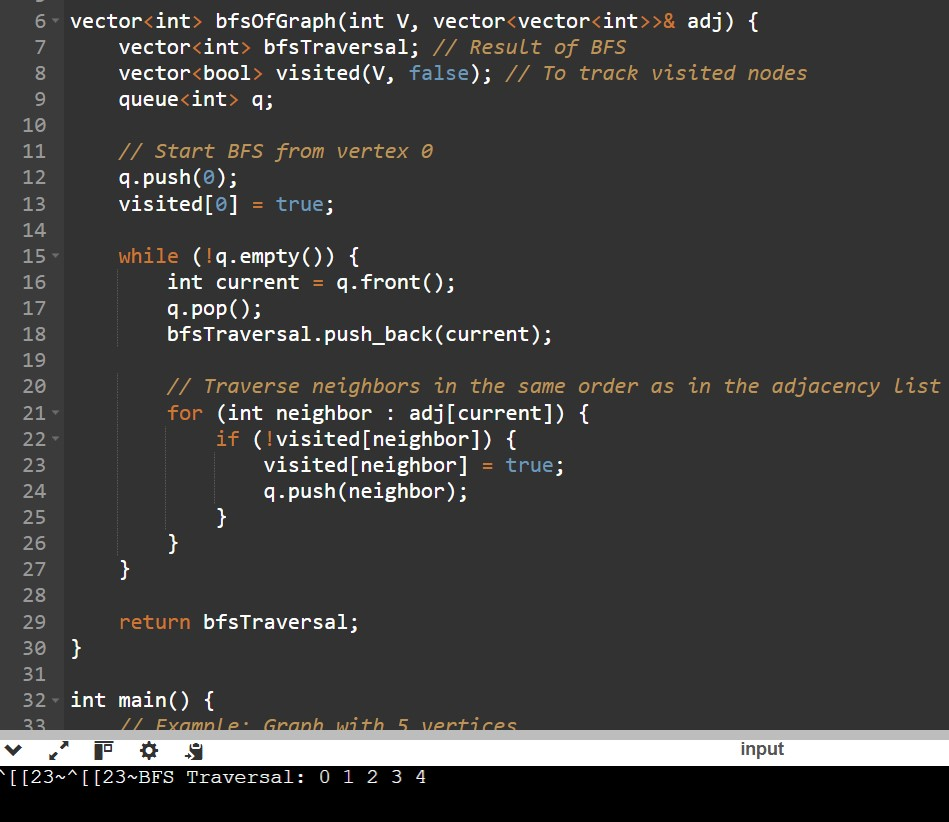 6 vector<int> bfsOfGraph(int V, vector<vector<int>>& adj) {
7     vector<int> bfsTraversal; // Result of BFS
8     vector<bool> visited(V, false); // To track visited nodes
9     queue<int> q;
10
11     // Start BFS from vertex 0
12     q.push(0);
13     visited[0] = true;
14
15     while (!q.empty()) {
16         int current = q.front();
17         q.pop();
18         bfsTraversal.push_back(current);
19
20         // Traverse neighbors in the same order as in the adjacency list
21         for (int neighbor : adj[current]) {
22             if (!visited[neighbor]) {
23                 visited[neighbor] = true;
24                 q.push(neighbor);
25             }
26         }
27     }
28
29     return bfsTraversal;
30 }
31
32 int main() {
33     // Example: Graph with 5 vertices
input
^[[23~^[[23~BFS Traversal: 0 1 2 3 4